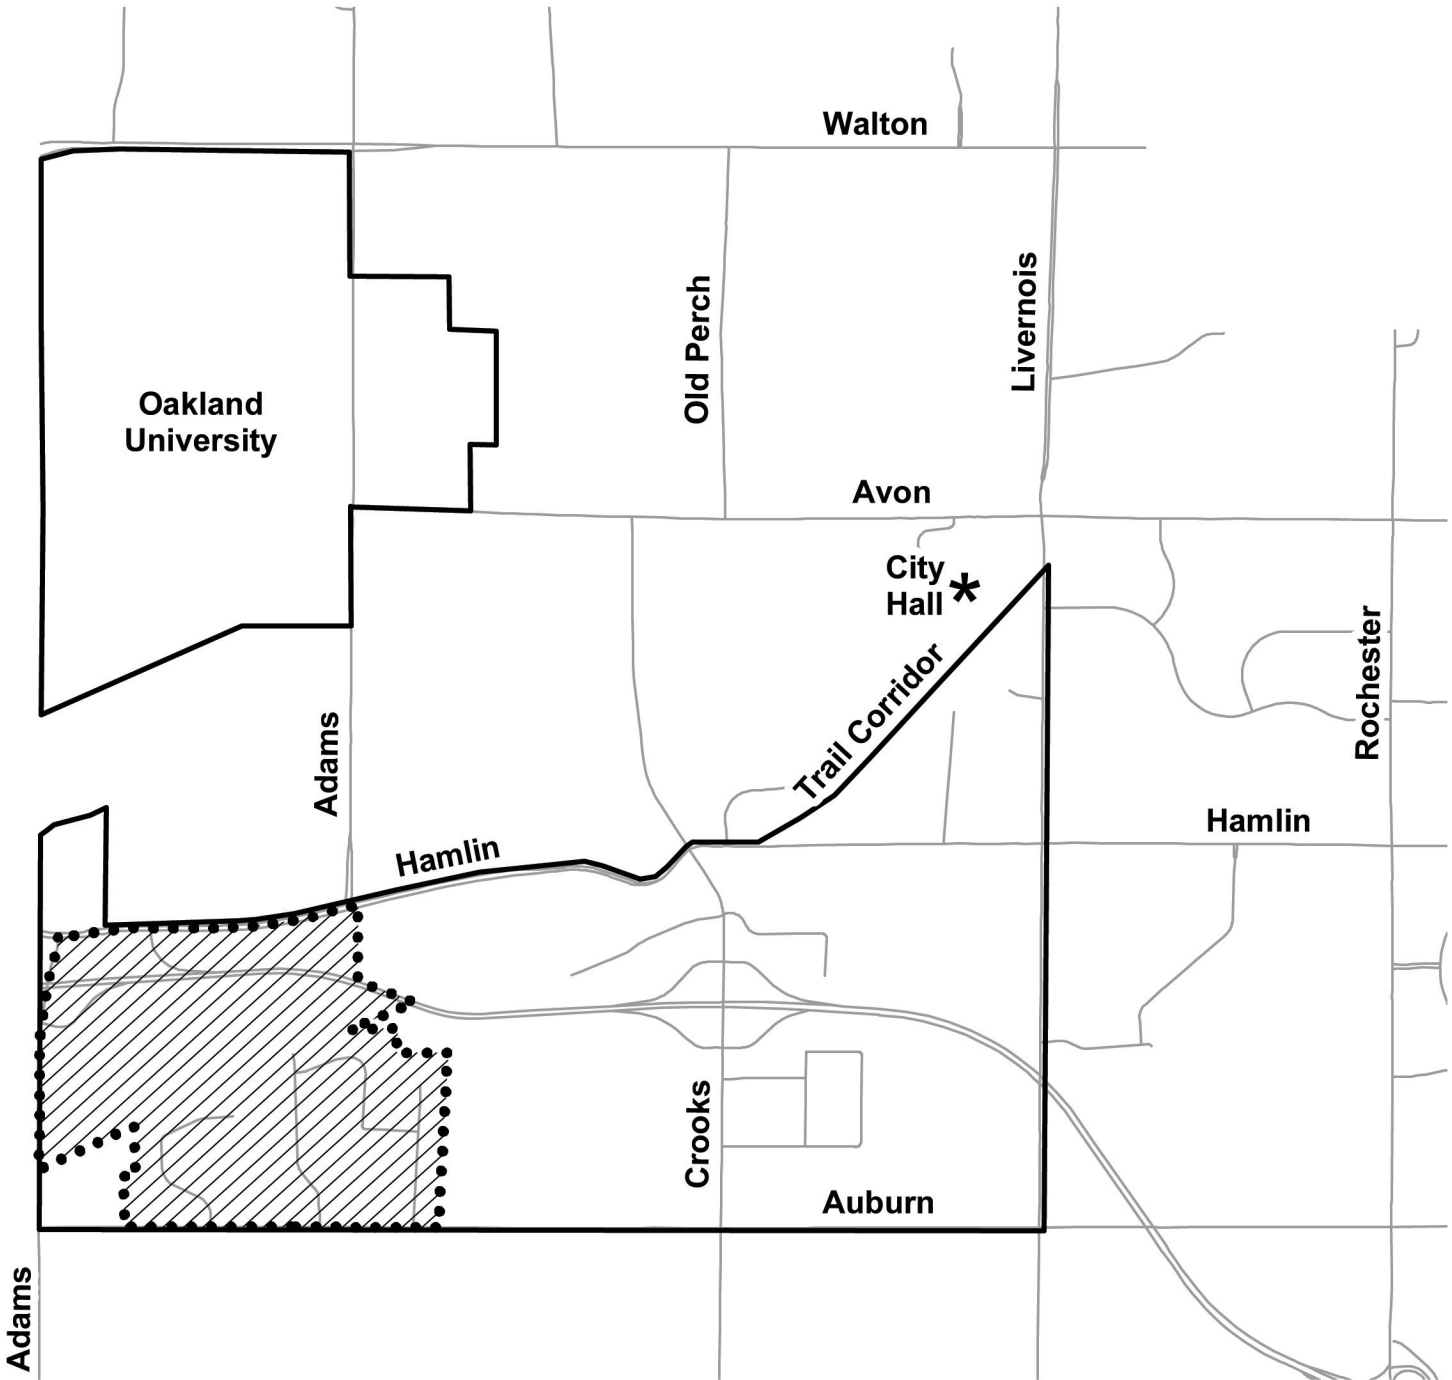 Walton
Old Perch
Livernois
Oakland
University
Avon
City
Hall
*
Trail Corridor
Rochester
Adams
Hamlin
Hamlin
Crooks
Auburn
Adams